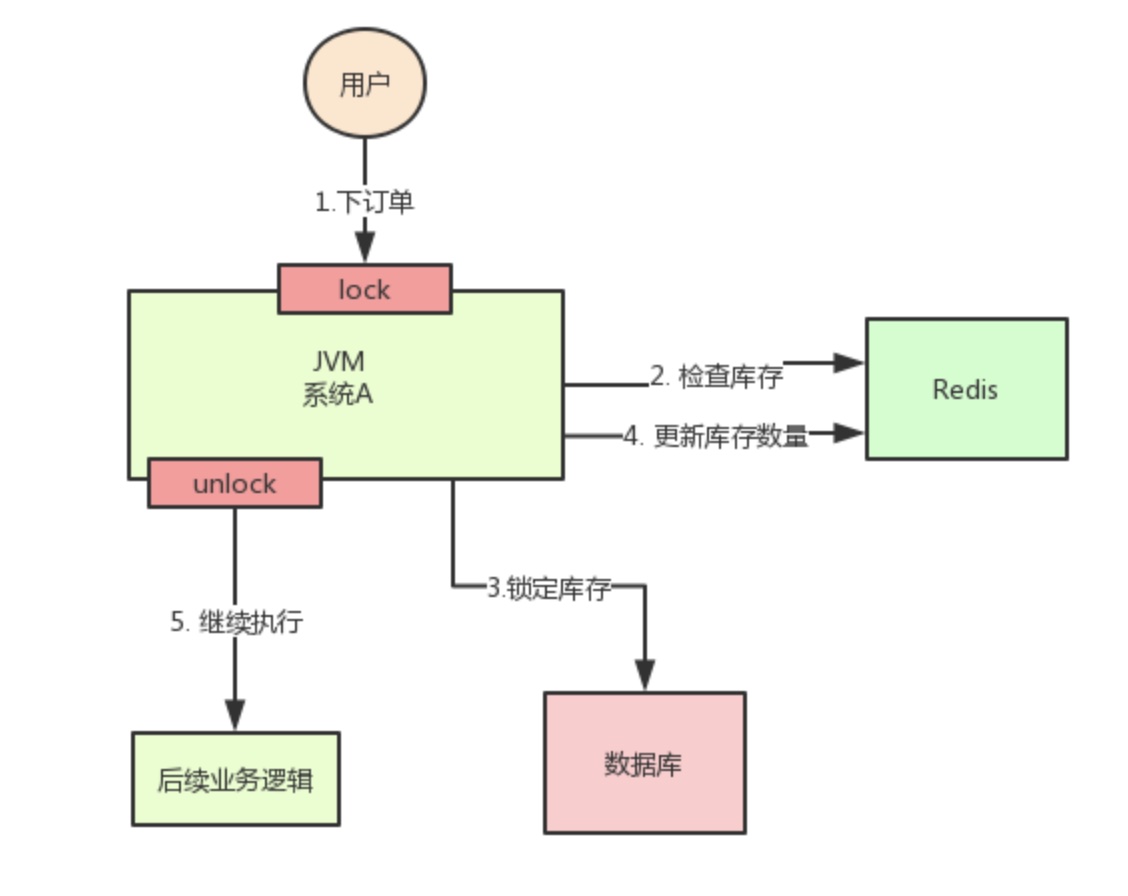 用户
1.下订单
lock
JVM
系统A
2. 检查库存
Redis
4. 更新库存数量
unlock
3.锁定库存
5. 继续执行
数据库
后续业务逻辑